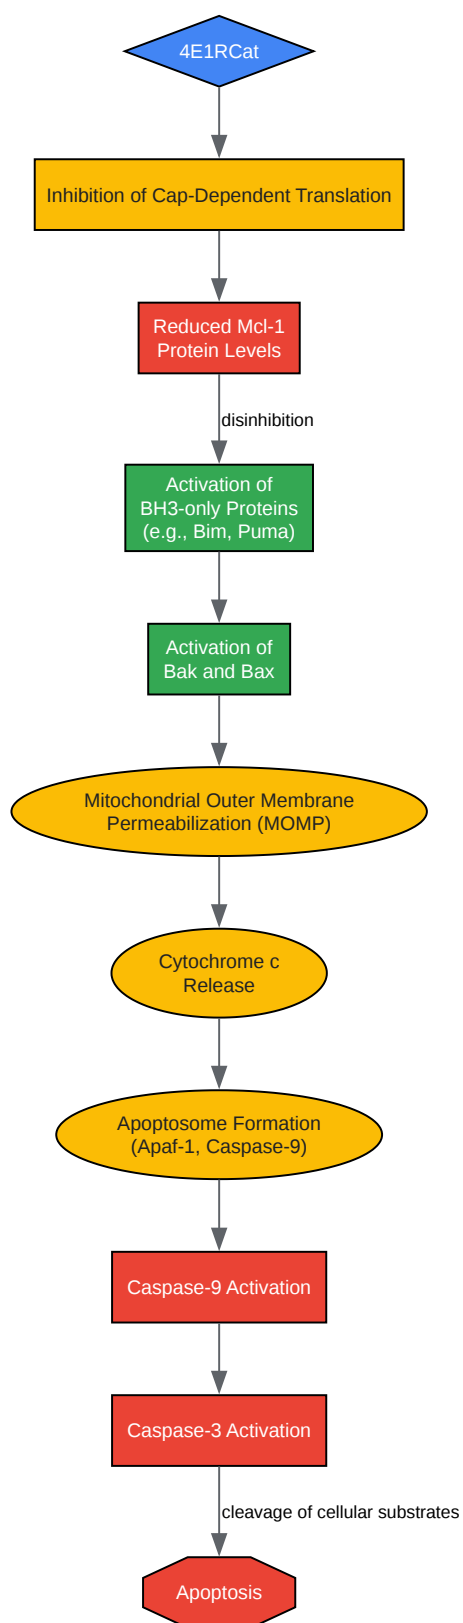 4E1RCat
Inhibition of Cap-Dependent Translation
Reduced Mcl-1
Protein Levels
disinhibition
Activation of
BH3-only Proteins
(e.g., Bim, Puma)
Activation of
Bak and Bax
Mitochondrial Outer Membrane
Permeabilization (MOMP)
Cytochrome c
Release
Apoptosome Formation
(Apaf-1, Caspase-9)
Caspase-9 Activation
Caspase-3 Activation
cleavage of cellular substrates
Apoptosis